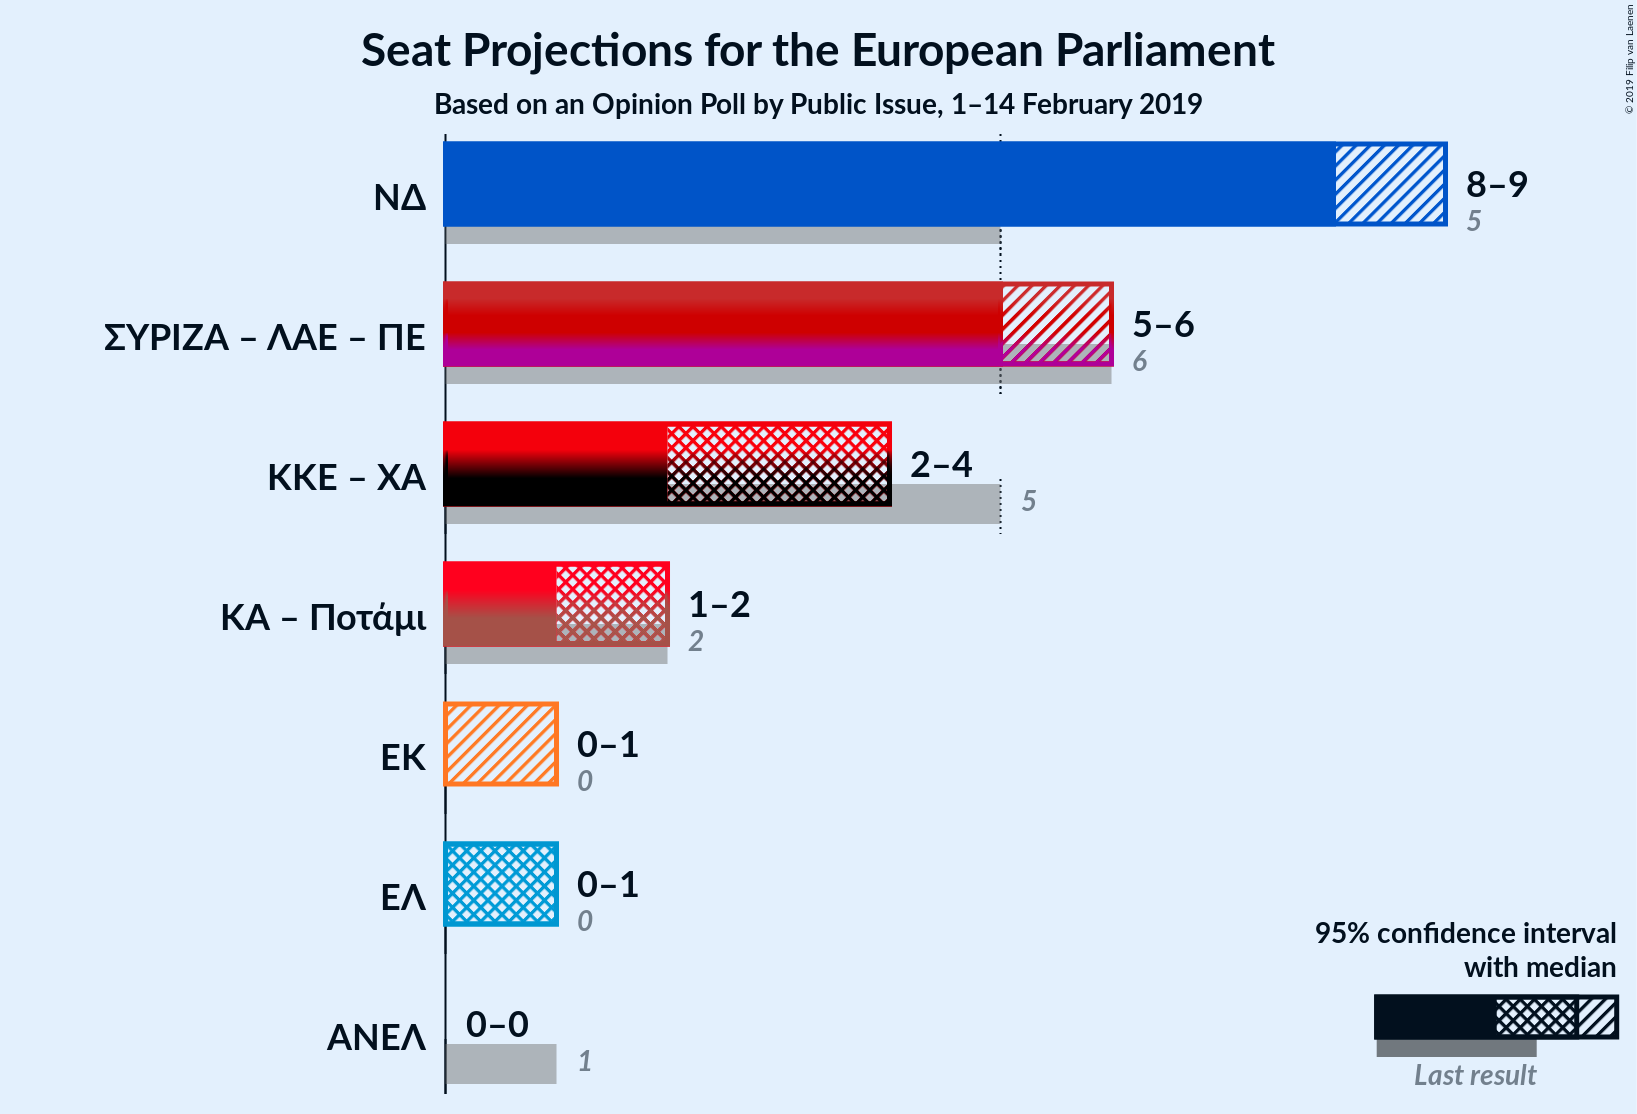 Seat Projections for the European Parliament
Based on an Opinion Poll by Public Issue, 1–14 February 2019
© 2019 Filip van Laenen
ΝΔ
8–9
5
ΣΥΡΙΖΑ – ΛΑΕ – ΠΕ
5–6
6
ΚΚΕ – ΧΑ
2–4
5
ΚΑ – Ποτάμι
1–2
2
ΕΚ
0–1
0
ΕΛ
0–1
0
ΑΝΕΛ
0–0
1
95% confidence interval
with median
Last result